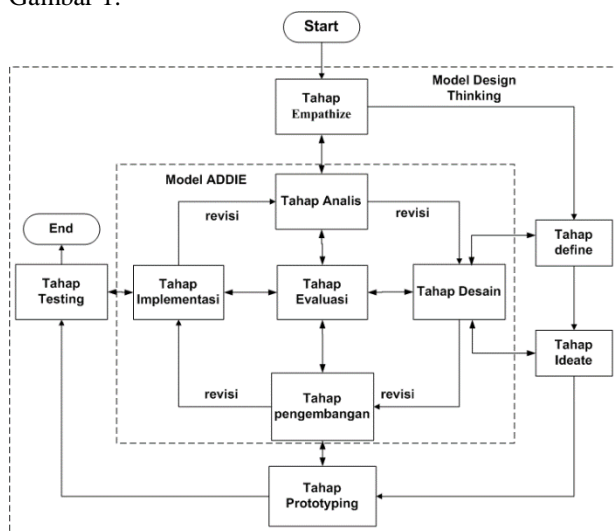 Gambar 1.
Start
Model Design
Thinking
Tahap
Empathize
Model ADDIE
Tahap Analis
revisi
revisi
End
Tahap
define
Tahap
Testing
Tahap
Implementasi
Tahap
Evaluasi
Tahap Desain
Tahap
Ideate
revisi
revisi
Tahap
pengembangan
Tahap
Prototyping